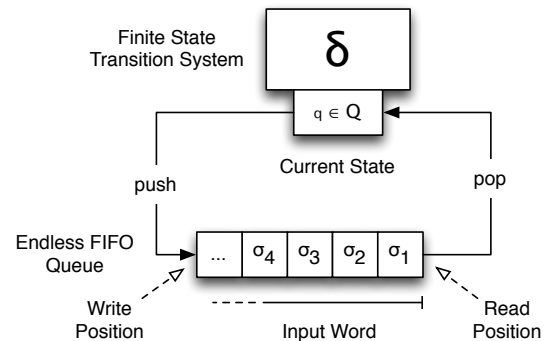 Finite State
Transition System
δ
q ∈ Q
Current State
push
pop
Endless FIFO
Queue
... σ4 σ3 σ2 σ1
Write
Position
Input Word
Read
Position